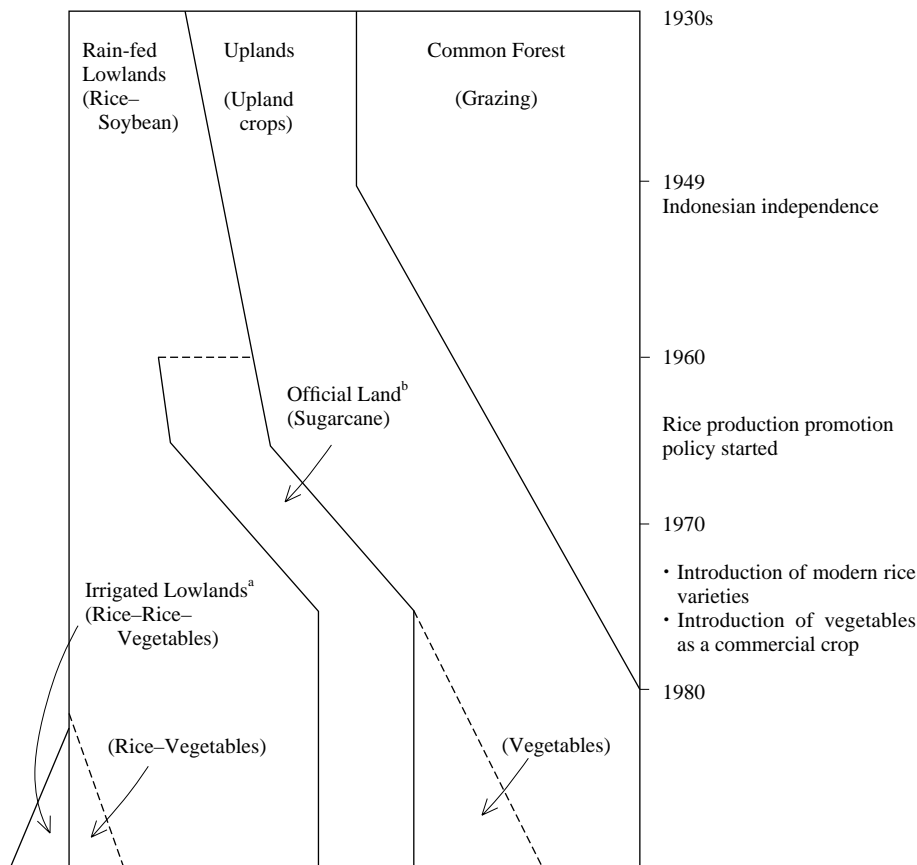 1930s
Rain-fed
Lowlands
(Rice–
Soybean)
Uplands
(Upland
crops)
Common Forest
(Grazing)
1949
Indonesian independence
1960
Official Land^b
(Sugarcane)
Rice production promotion
policy started
1970
・Introduction of modern rice
varieties
・Introduction of vegetables
as a commercial crop
Irrigated Lowlands^a
(Rice–Rice–
Vegetables)
1980
(Rice–Vegetables)
(Vegetables)